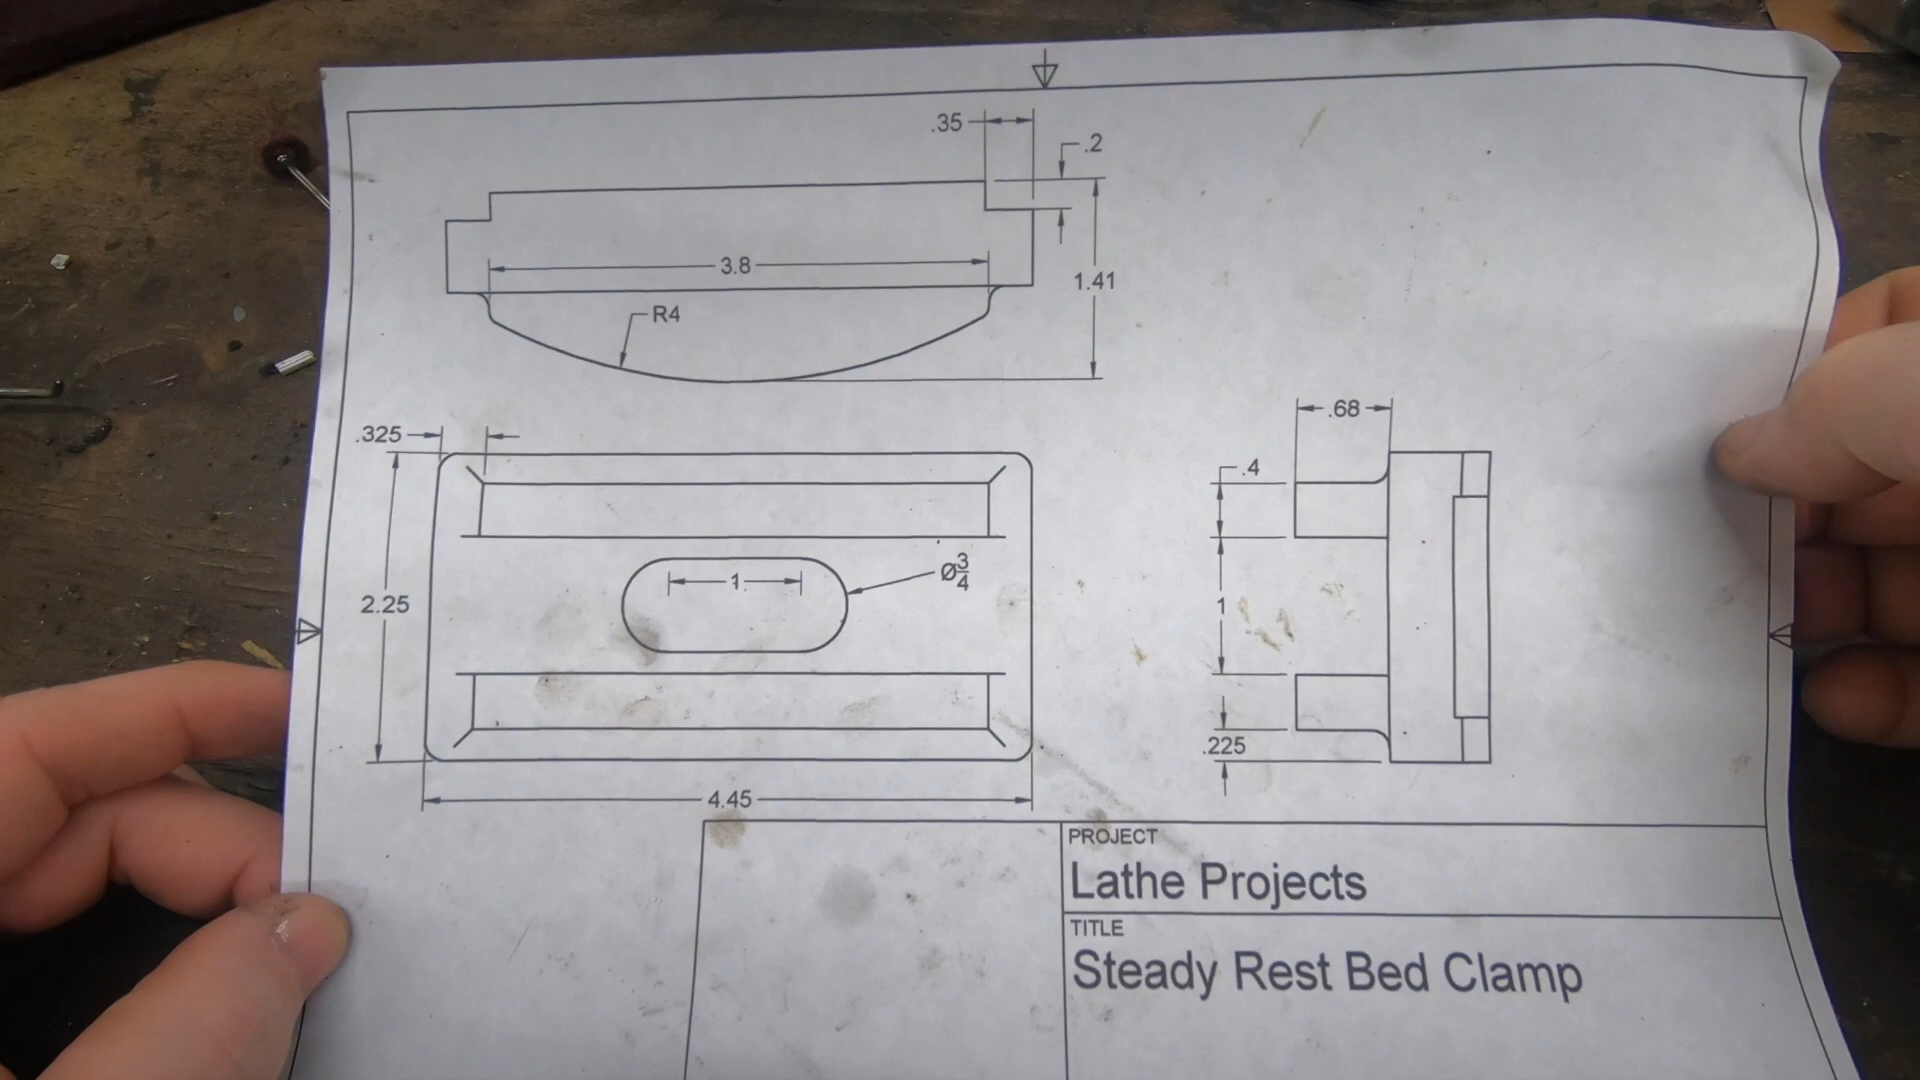 .35
.2
3.8
1.41
R4
.325
.68
.4
Ø3/4
1
2.25
1
.225
4.45
PROJECT
Lathe Projects
TITLE
Steady Rest Bed Clamp